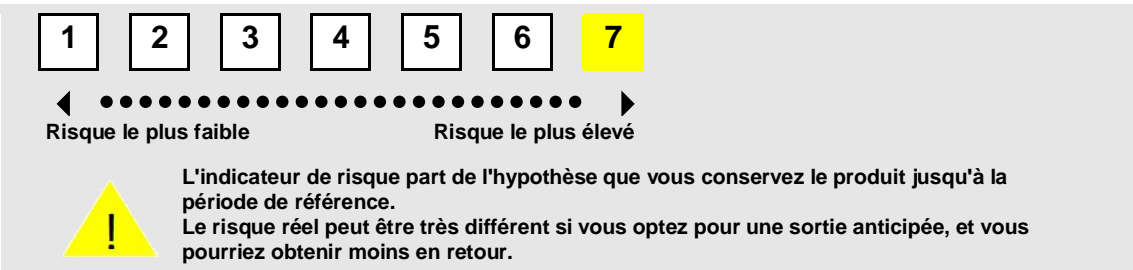 1 2 3 4 5 6 7
Risque le plus faible Risque le plus élevé
L'indicateur de risque part de l'hypothèse que vous conservez le produit jusqu'à la
période de référence.
Le risque réel peut être très différent si vous optez pour une sortie anticipée, et vous
pourriez obtenir moins en retour.
!